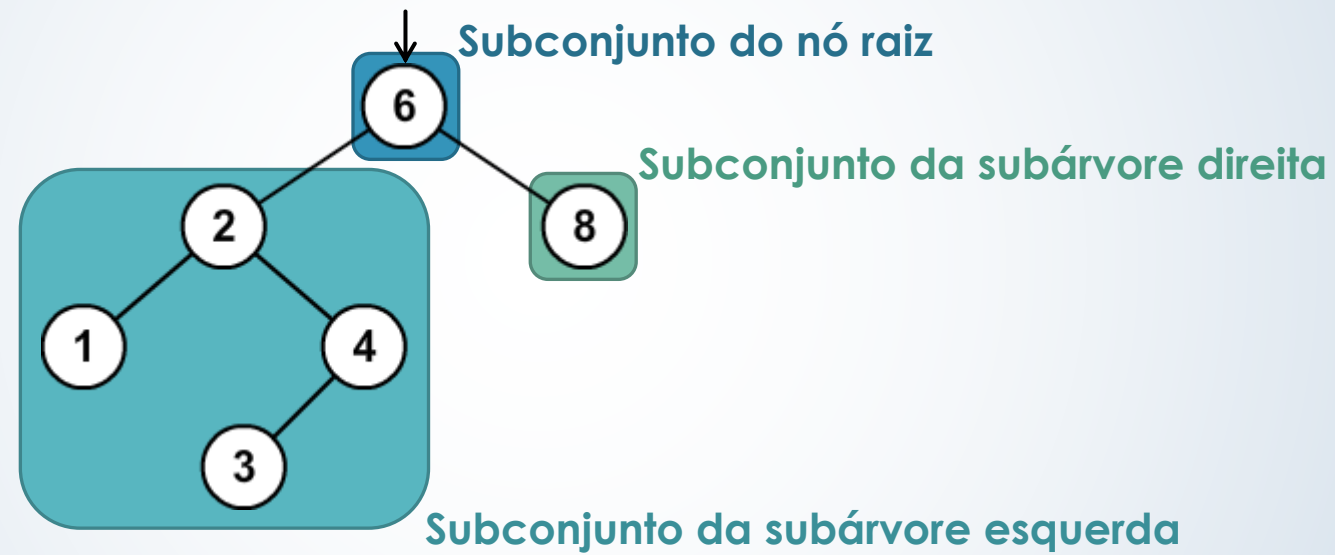 Subconjunto do nó raiz
6
Subconjunto da subárvore direita
2
8
1
4
3
Subconjunto da subárvore esquerda